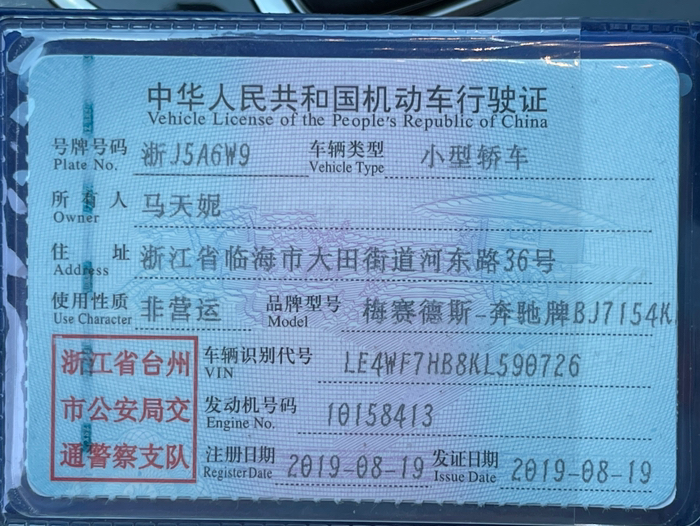 中华人民共和国机动车行驶证
Vehicle License of the People's Republic of China
号牌号码 浙J5A6W9 车辆类型 小型轿车
Plate No. Vehicle Type
所有人 马天妮
Owner
住址 浙江省临海市大田街道河东路36号
Address
使用性质 非营运 品牌型号 梅赛德斯-奔驰牌BJ7154K
Use Character Model
浙江省台州
市公安局交
通警察支队
车辆识别代号 LE4WF7HB8KL590726
VIN
发动机号码 10158413
Engine No.
注册日期 2019-08-19 发证日期 2019-08-19
Register Date Issue Date